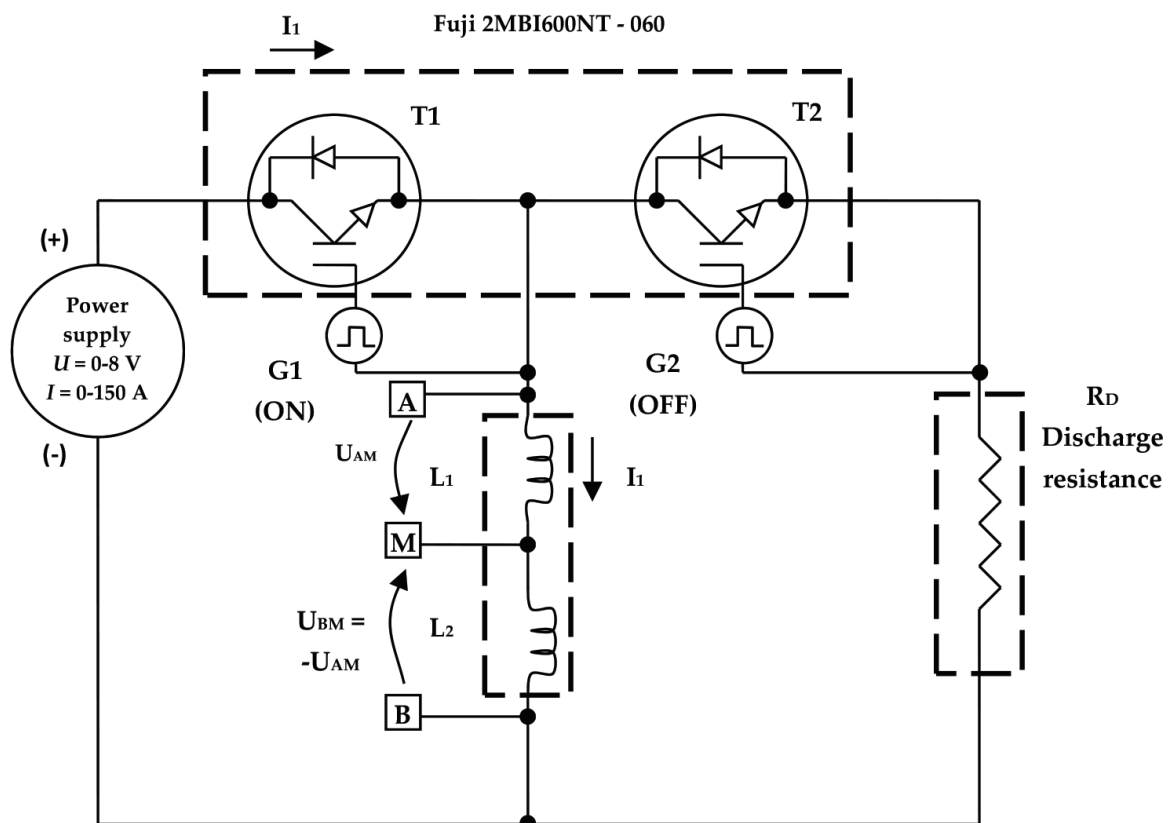 Fuji 2MBI600NT - 060
I1
T1
T2
(+)
Power
supply
U = 0-8 V
I = 0-150 A
(-)
G1
(ON)
G2
(OFF)
A
UAM
L1
I1
M
UBM =
-UAM
L2
B
RD
Discharge
resistance